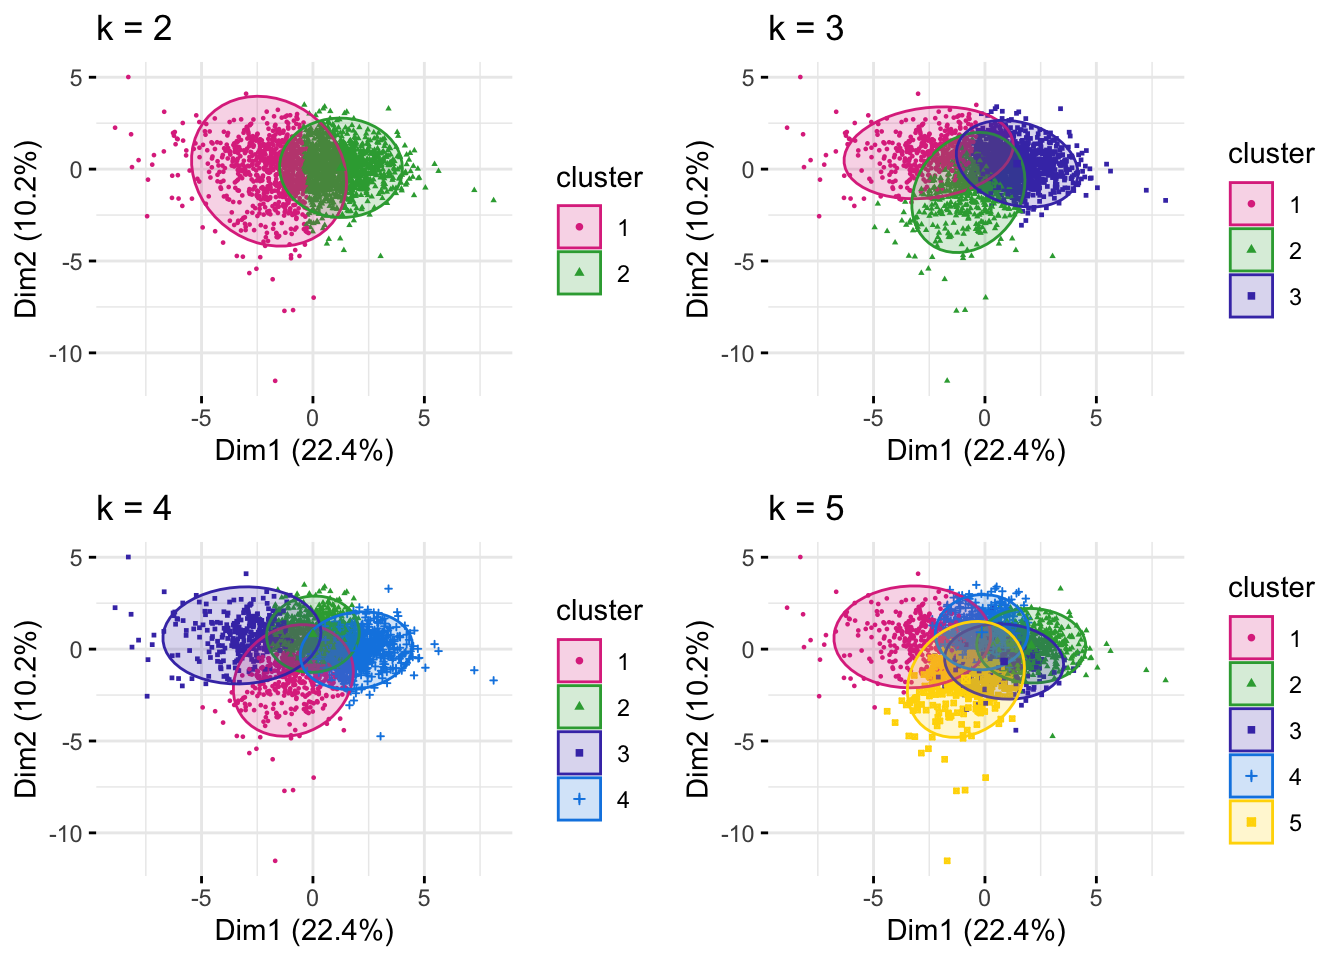 k = 2
5
0
-5
-10
-5 0 5
Dim1 (22.4%)
Dim2 (10.2%)
cluster
1
2
k = 3
5
0
-5
-10
-5 0 5
Dim1 (22.4%)
Dim2 (10.2%)
cluster
1
2
3
k = 4
5
0
-5
-10
-5 0 5
Dim1 (22.4%)
Dim2 (10.2%)
cluster
1
2
3
4
k = 5
5
0
-5
-10
-5 0 5
Dim1 (22.4%)
Dim2 (10.2%)
cluster
1
2
3
4
5